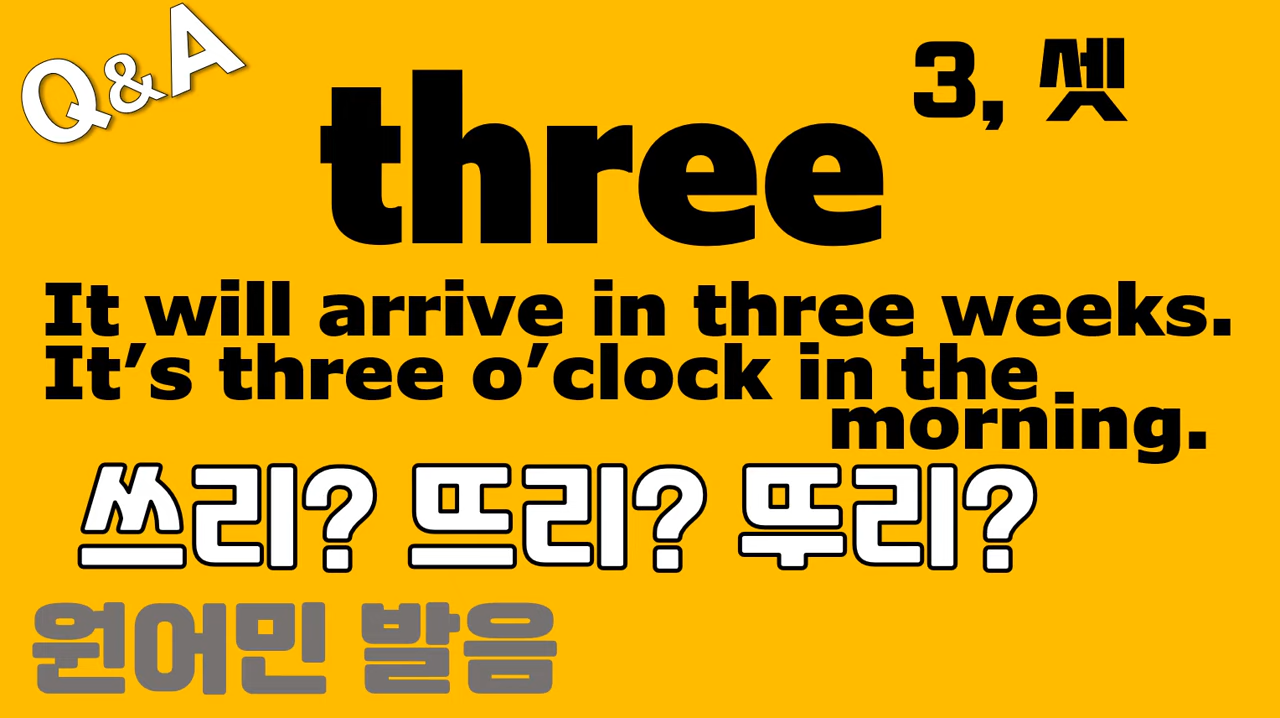 Q&A
three
3, 셋
It will arrive in three weeks.
It’s three o’clock in the
morning.
쓰리? 뜨리? 뚜리?
원어민 발음